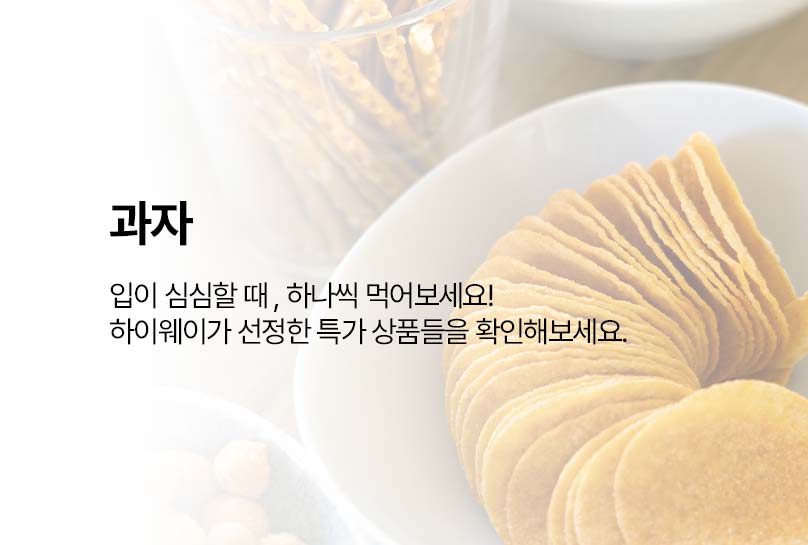 과자
입이 심심할 때 , 하나씩 먹어보세요!
하이웨이가 선정한 특가 상품들을 확인해보세요.